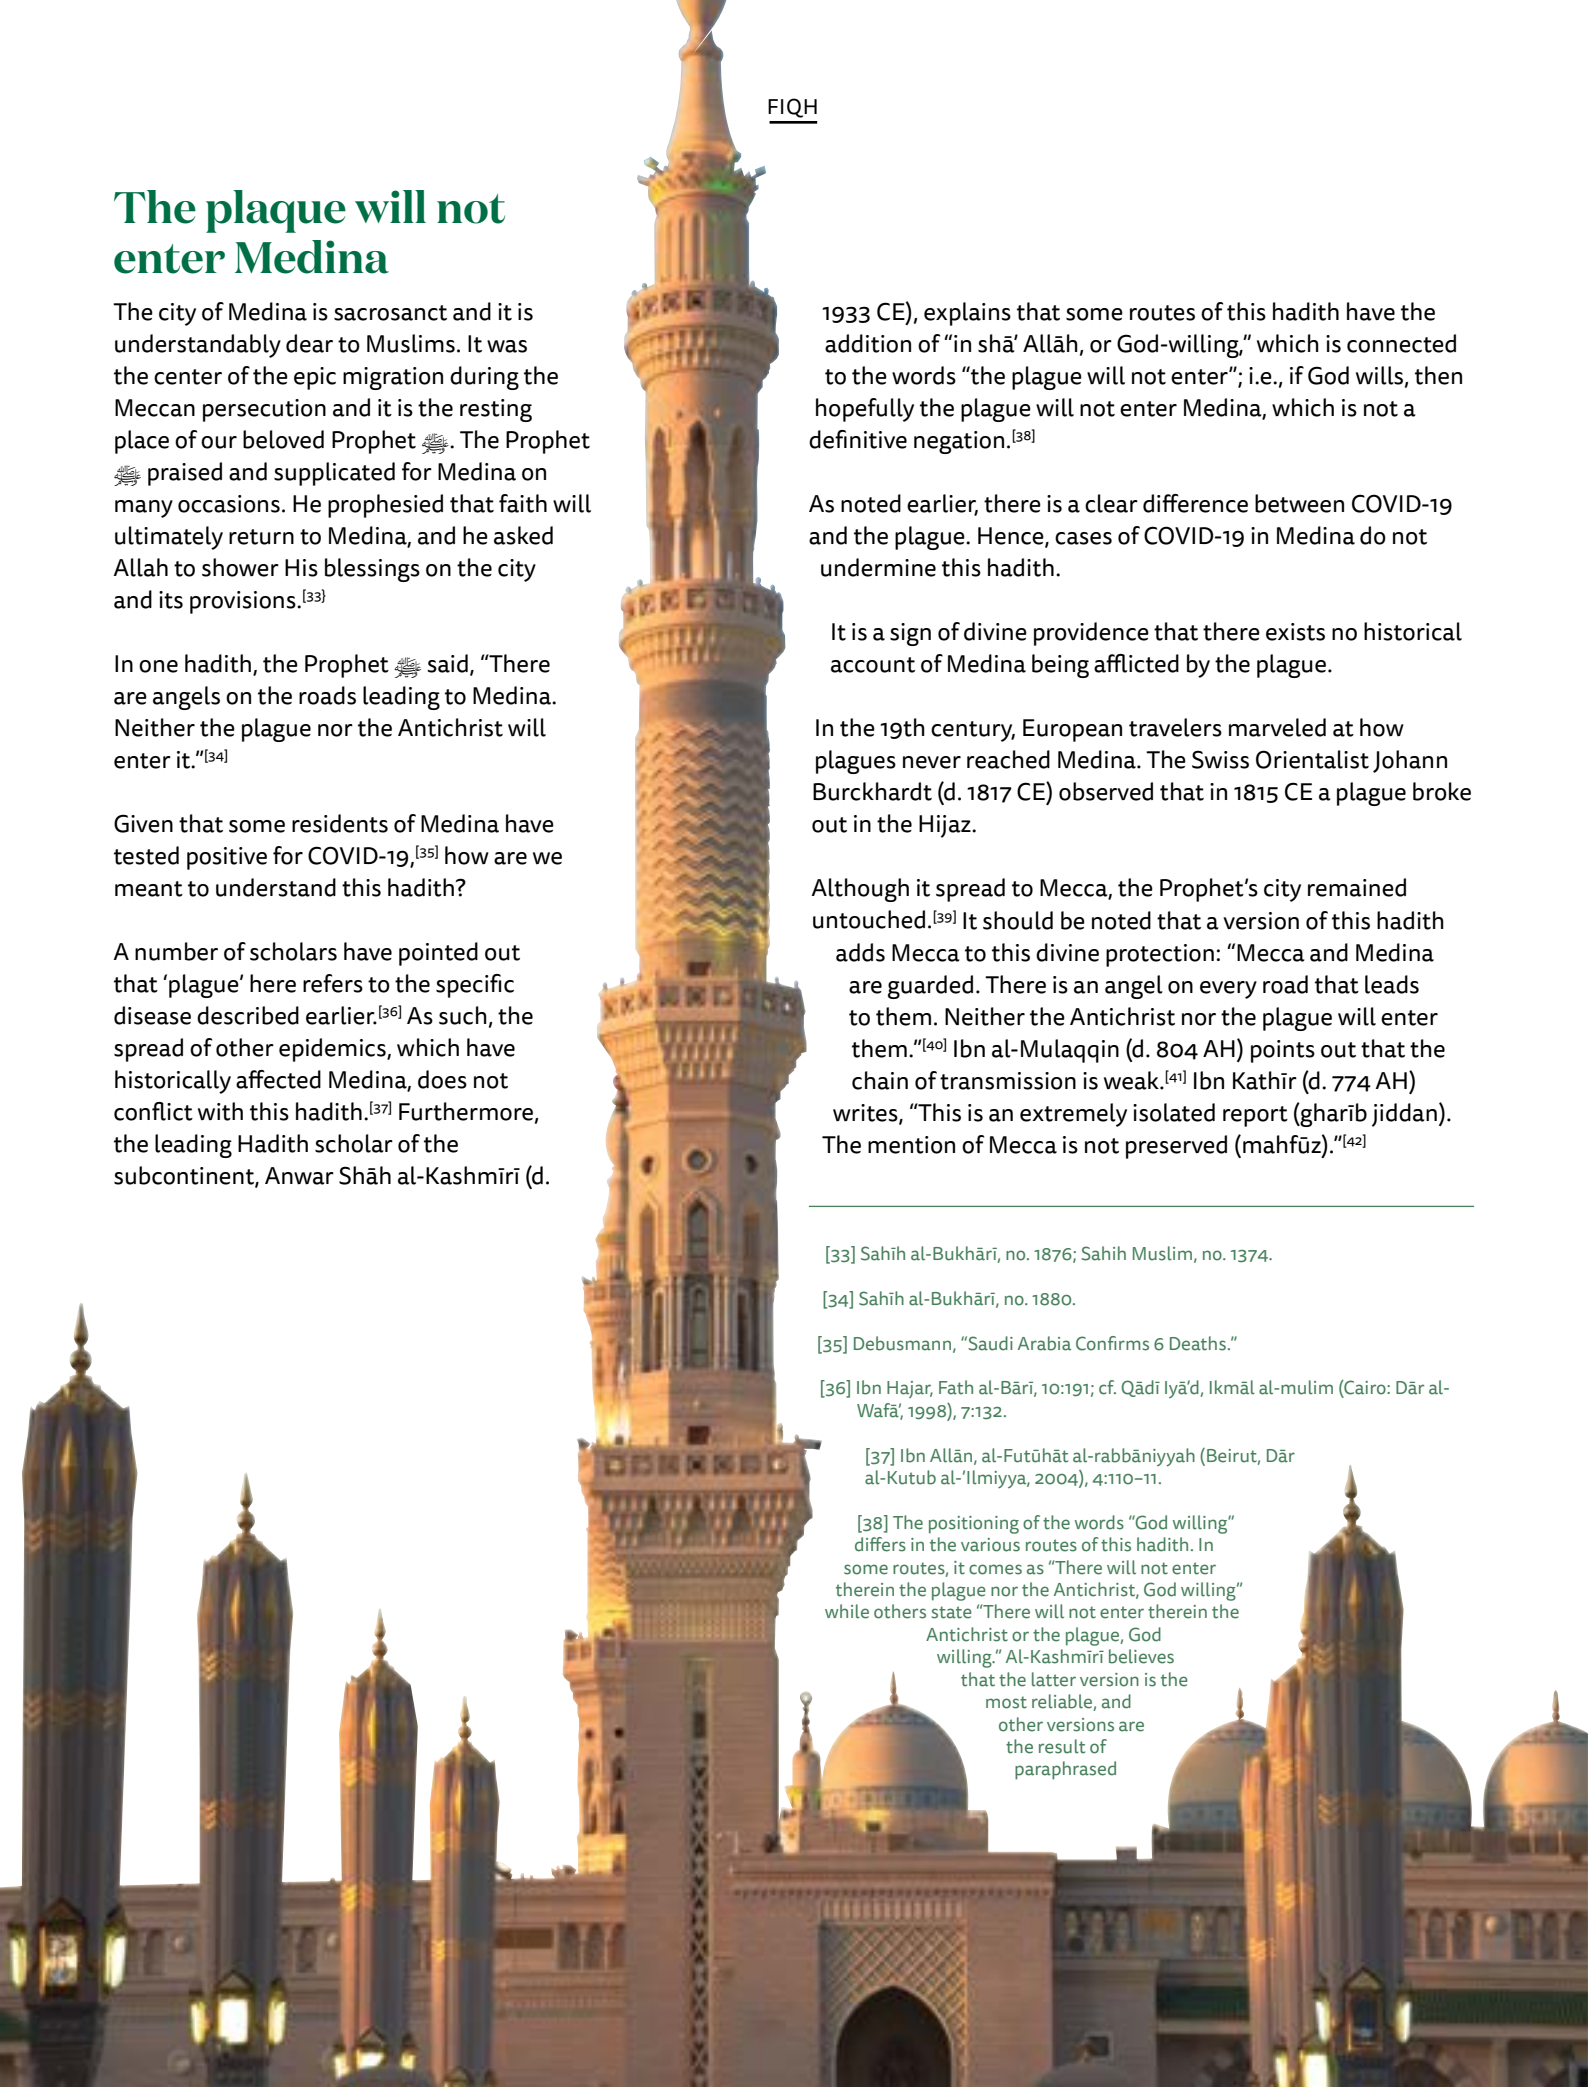 FIQH
The plaque will not
enter Medina
The city of Medina is sacrosanct and it is
understandably dear to Muslims. It was
the center of the epic migration during the
Meccan persecution and it is the resting
place of our beloved Prophet ﷺ. The Prophet
ﷺ praised and supplicated for Medina on
many occasions. He prophesied that faith will
ultimately return to Medina, and he asked
Allah to shower His blessings on the city
and its provisions.[33}
In one hadith, the Prophet ﷺ said, “There
are angels on the roads leading to Medina.
Neither the plague nor the Antichrist will
enter it.”[34]
Given that some residents of Medina have
tested positive for COVID-19,[35] how are we
meant to understand this hadith?
A number of scholars have pointed out
that ‘plague’ here refers to the specific
disease described earlier.[36] As such, the
spread of other epidemics, which have
historically affected Medina, does not
conflict with this hadith.[37] Furthermore,
the leading Hadith scholar of the
subcontinent, Anwar Shāh al-Kashmīrī (d.
1933 CE), explains that some routes of this hadith have the
addition of “in shā’ Allāh, or God-willing,” which is connected
to the words “the plague will not enter”; i.e., if God wills, then
hopefully the plague will not enter Medina, which is not a
definitive negation.[38]
As noted earlier, there is a clear difference between COVID-19
and the plague. Hence, cases of COVID-19 in Medina do not
undermine this hadith.
It is a sign of divine providence that there exists no historical
account of Medina being afflicted by the plague.
In the 19th century, European travelers marveled at how
plagues never reached Medina. The Swiss Orientalist Johann
Burckhardt (d. 1817 CE) observed that in 1815 CE a plague broke
out in the Hijaz.
Although it spread to Mecca, the Prophet’s city remained
untouched.[39] It should be noted that a version of this hadith
adds Mecca to this divine protection: “Mecca and Medina
are guarded. There is an angel on every road that leads
to them. Neither the Antichrist nor the plague will enter
them.”[40] Ibn al-Mulaqqin (d. 804 AH) points out that the
chain of transmission is weak.[41] Ibn Kathīr (d. 774 AH)
writes, “This is an extremely isolated report (gharīb jiddan).
The mention of Mecca is not preserved (mahfūz).”[42]
[33] Sahīh al-Bukhārī, no. 1876; Sahih Muslim, no. 1374.
[34] Sahīh al-Bukhārī, no. 1880.
[35] Debusmann, “Saudi Arabia Confirms 6 Deaths.”
[36] Ibn Hajar, Fath al-Bārī, 10:191; cf. Qādī Iyā’d, Ikmāl al-mulim (Cairo: Dār al-
Wafā’, 1998), 7:132.
[37] Ibn Allān, al-Futūhāt al-rabbāniyyah (Beirut, Dār
al-Kutub al-’Ilmiyya, 2004), 4:110–11.
[38] The positioning of the words “God willing”
differs in the various routes of this hadith. In
some routes, it comes as “There will not enter
therein the plague nor the Antichrist, God willing”
while others state “There will not enter therein the
Antichrist or the plague, God
willing.” Al-Kashmīrī believes
that the latter version is the
most reliable, and
other versions are
the result of
paraphrased